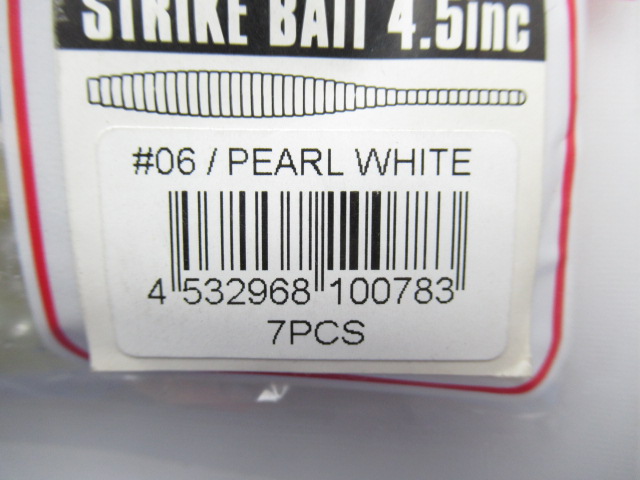 STRIKE BAIT 4.5inc
#06 / PEARL WHITE
4 532968 100783
7PCS